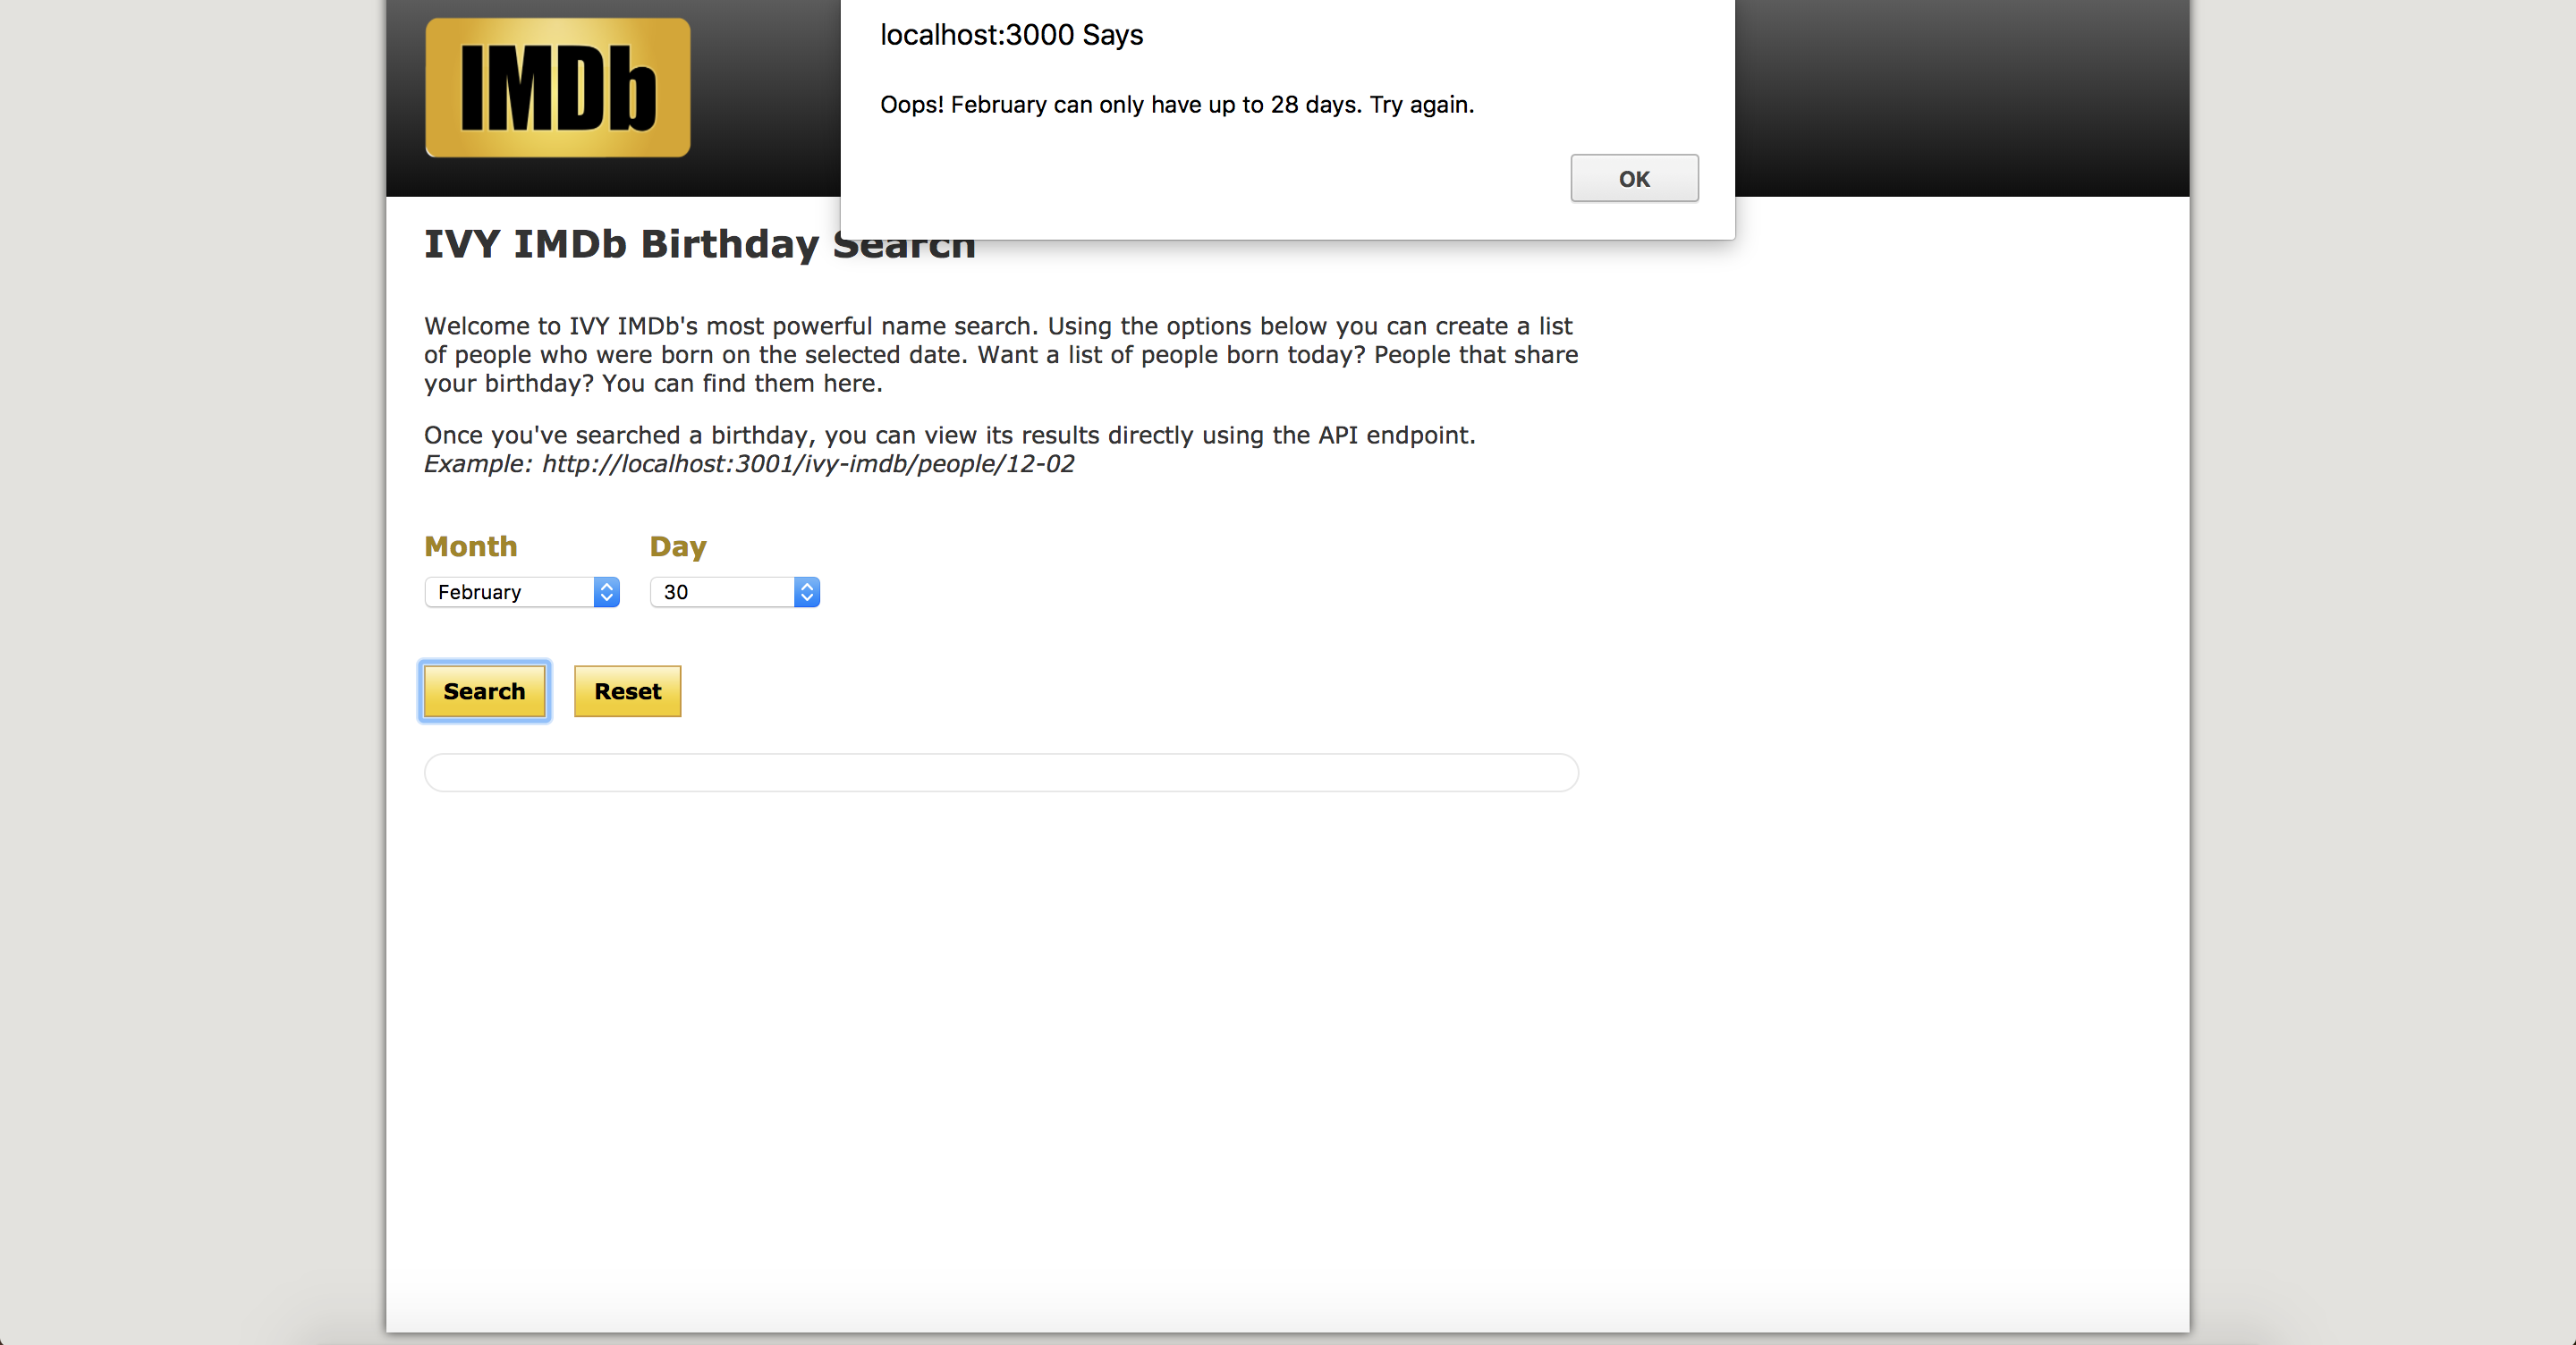 IMDb
localhost:3000 Says
Oops! February can only have up to 28 days. Try again.
OK
IVY IMDb Birthday Search
Welcome to IVY IMDb's most powerful name search. Using the options below you can create a list
of people who were born on the selected date. Want a list of people born today? People that share
your birthday? You can find them here.
Once you've searched a birthday, you can view its results directly using the API endpoint.
Example: http://localhost:3001/ivy-imdb/people/12-02
Month Day
February 30
Search Reset